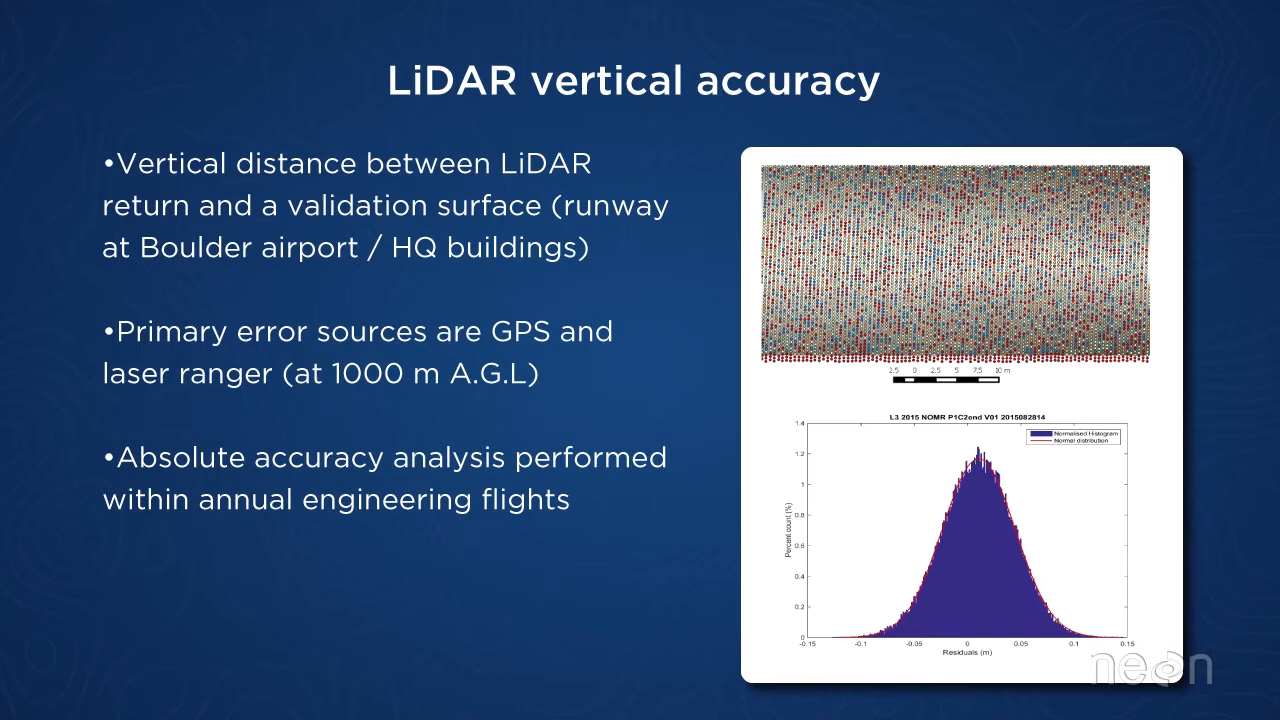 LiDAR vertical accuracy
•Vertical distance between LiDAR
return and a validation surface (runway
at Boulder airport / HQ buildings)
•Primary error sources are GPS and
laser ranger (at 1000 m A.G.L)
•Absolute accuracy analysis performed
within annual engineering flights
2.5 0 2.5 5 7.5 10 m
L3 2015 NOMR P1C2end V01 2015082814
Normalised Histogram
Normal distribution
Percent count (%)
1.4
1.2
1
0.8
0.6
0.4
0.2
0
-0.15 -0.1 -0.05 0 0.05 0.1 0.15
Residuals (m)
neon